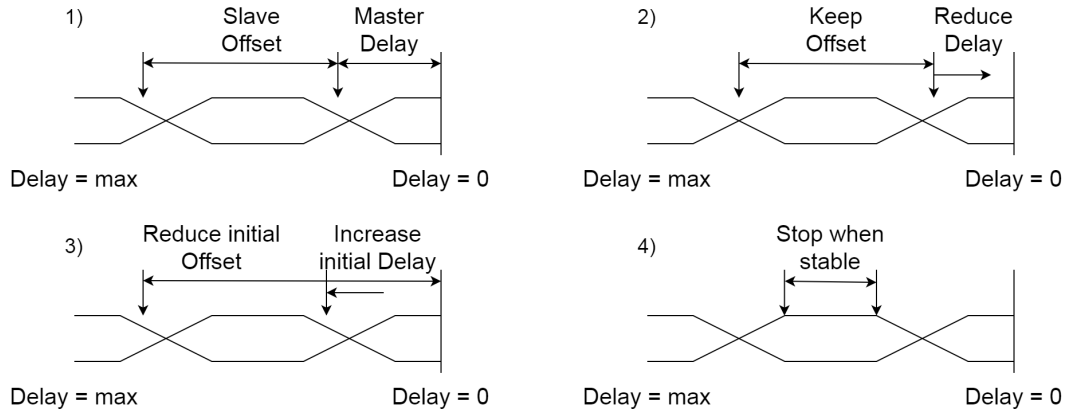 1)
Slave
Offset
Master
Delay
Delay = max
Delay = 0
2)
Keep
Offset
Reduce
Delay
Delay = max
Delay = 0
3)
Reduce initial
Offset
Increase
initial Delay
Delay = max
Delay = 0
4)
Stop when
stable
Delay = max
Delay = 0